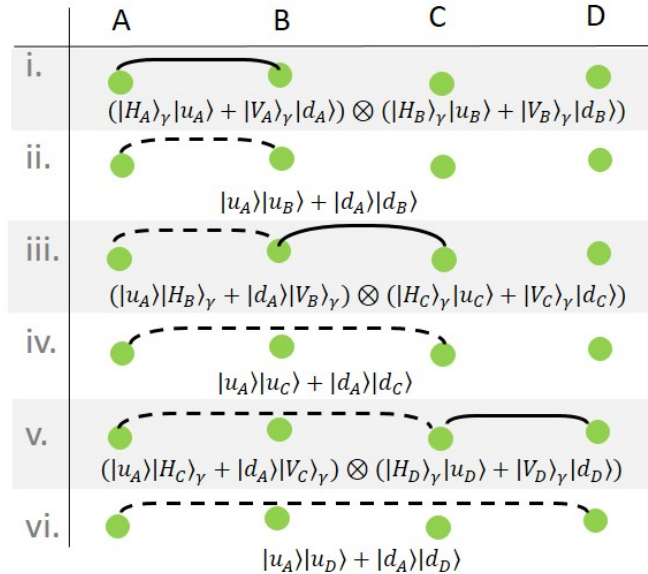 A B C D
i.
(|H_A⟩_γ|u_A⟩ + |V_A⟩_γ|d_A⟩) ⊗ (|H_B⟩_γ|u_B⟩ + |V_B⟩_γ|d_B⟩)
ii.
|u_A⟩|u_B⟩ + |d_A⟩|d_B⟩
iii.
(|u_A⟩|H_B⟩_γ + |d_A⟩|V_B⟩_γ) ⊗ (|H_C⟩_γ|u_C⟩ + |V_C⟩_γ|d_C⟩)
iv.
|u_A⟩|u_C⟩ + |d_A⟩|d_C⟩
v.
(|u_A⟩|H_C⟩_γ + |d_A⟩|V_C⟩_γ) ⊗ (|H_D⟩_γ|u_D⟩ + |V_D⟩_γ|d_D⟩)
vi.
|u_A⟩|u_D⟩ + |d_A⟩|d_D⟩